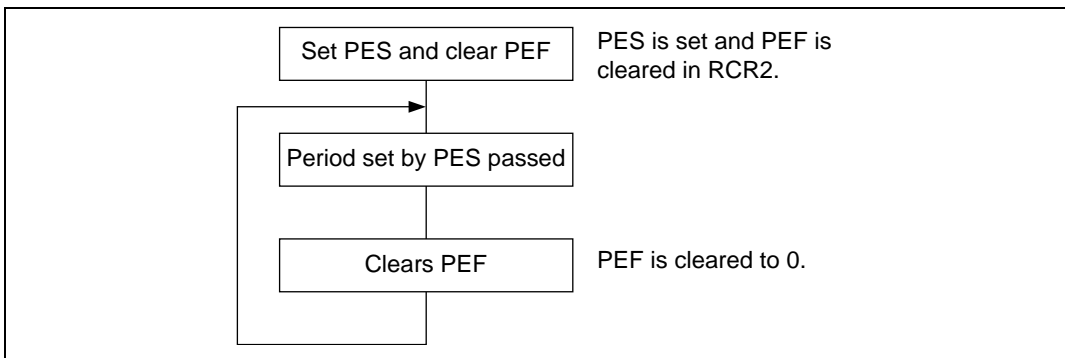 Set PES and clear PEF
PES is set and PEF is
cleared in RCR2.
Period set by PES passed
Clears PEF
PEF is cleared to 0.